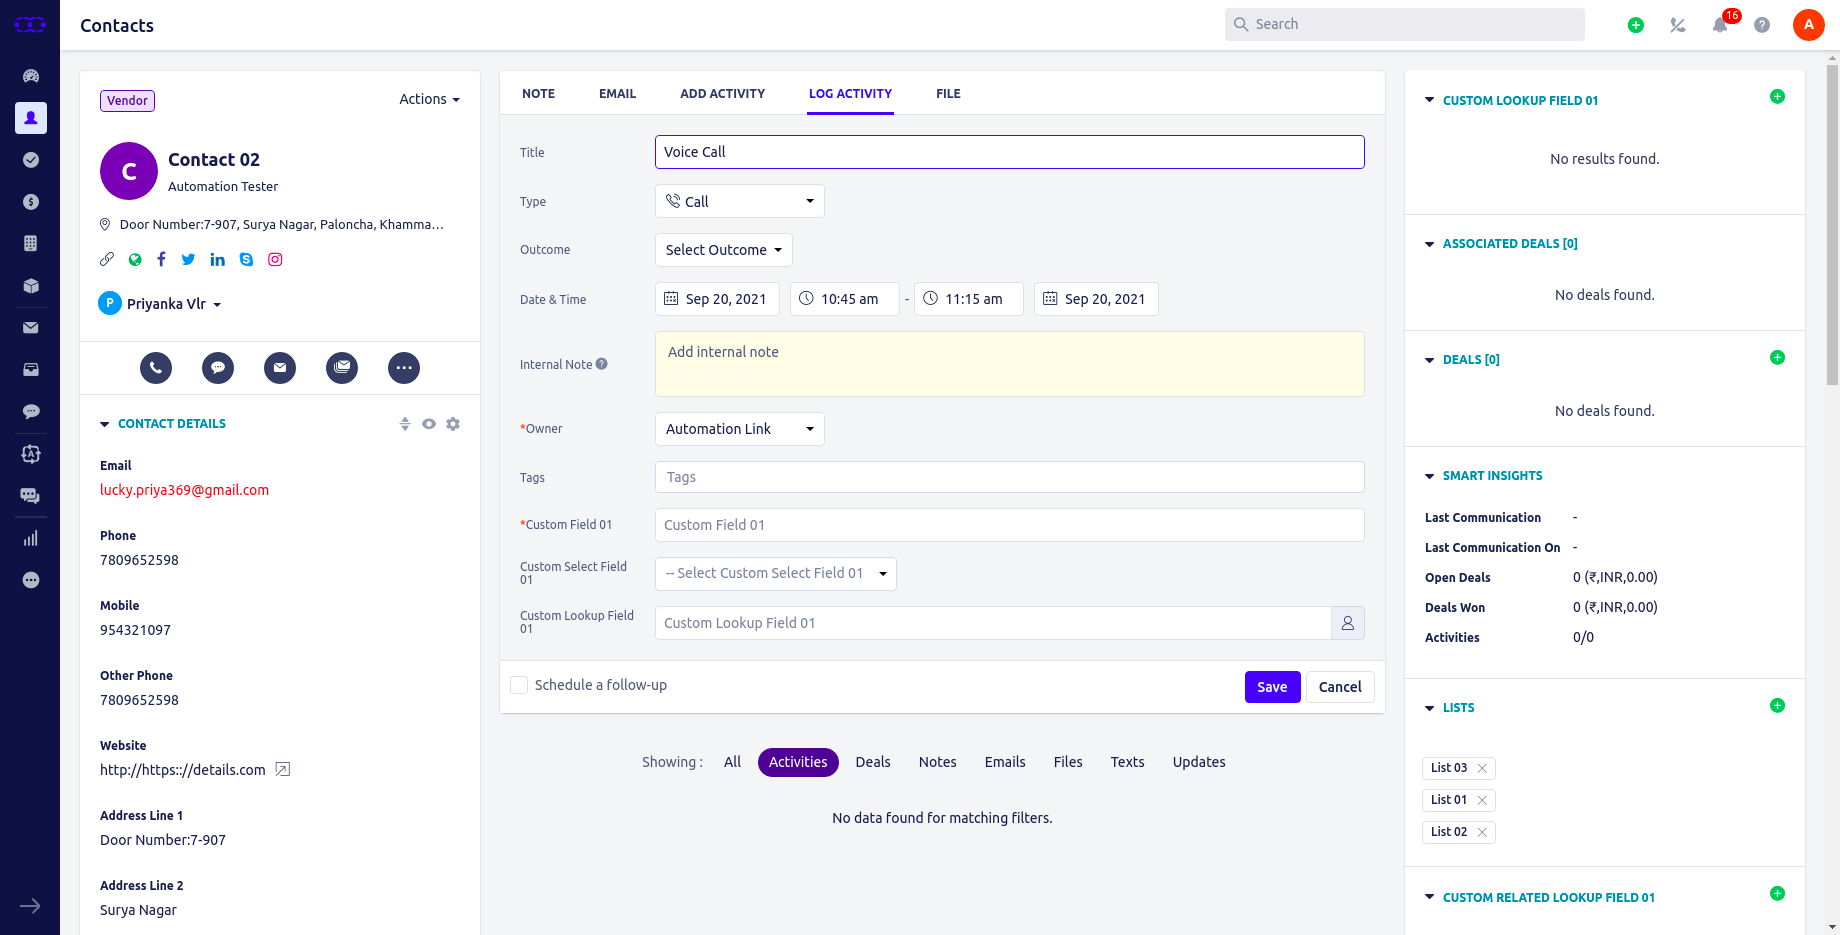 Contacts
Search
16
A
Vendor
Actions
C
Contact 02
Automation Tester
Door Number:7-907, Surya Nagar, Paloncha, Khamma...
P Priyanka Vlr
CONTACT DETAILS
Email
lucky.priya369@gmail.com
Phone
7809652598
Mobile
954321097
Other Phone
7809652598
Website
http://https:://details.com
Address Line 1
Door Number:7-907
Address Line 2
Surya Nagar
NOTE EMAIL ADD ACTIVITY LOG ACTIVITY FILE
Title Voice Call
Type Call
Outcome Select Outcome
Date & Time Sep 20, 2021 10:45 am - 11:15 am Sep 20, 2021
Internal Note Add internal note
*Owner Automation Link
Tags Tags
*Custom Field 01 Custom Field 01
Custom Select Field
01
-- Select Custom Select Field 01
Custom Lookup Field
01
Custom Lookup Field 01
Schedule a follow-up Save Cancel
Showing : All Activities Deals Notes Emails Files Texts Updates
No data found for matching filters.
CUSTOM LOOKUP FIELD 01
No results found.
ASSOCIATED DEALS [0]
No deals found.
DEALS [0]
No deals found.
SMART INSIGHTS
Last Communication -
Last Communication On -
Open Deals 0 (₹,INR,0.00)
Deals Won 0 (₹,INR,0.00)
Activities 0/0
LISTS
List 03
List 01
List 02
CUSTOM RELATED LOOKUP FIELD 01